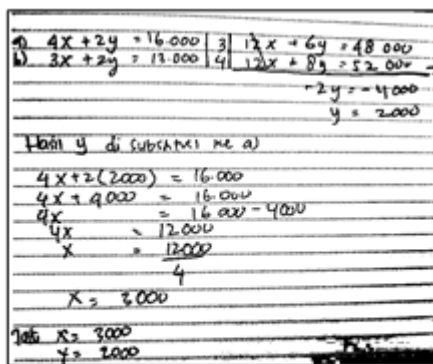 a) 4x + 2y = 16.000 | 3 | 12x + 6y = 48 000
b) 3x + 2y = 13.000 | 4 | 12x + 8y = 52.000 -
-2y = -4000
y = 2000
Hasil y di subsitusi ke a)
4x + 2(2000) = 16.000
4x + 4000 = 16.000
4x = 16 000 - 4000
4x = 12.000
x = 12000
4
x = 3000
Jadi x = 3000
y = 2000